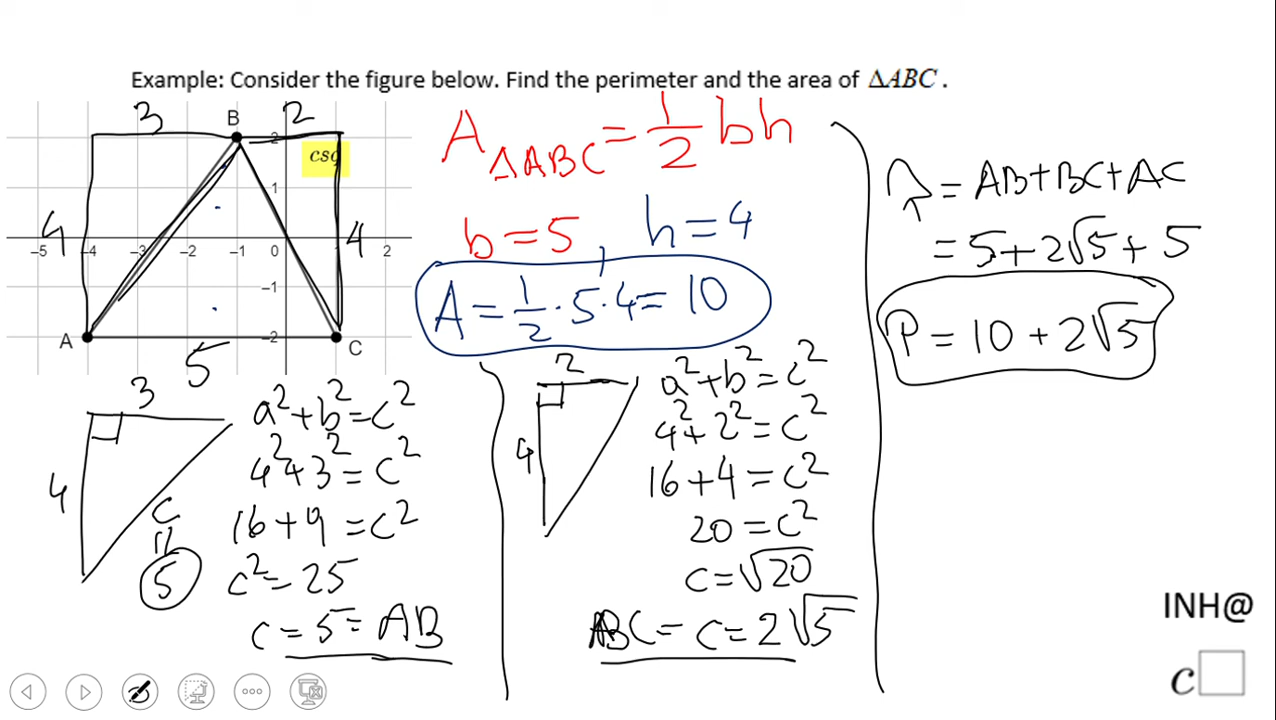 Example: Consider the figure below. Find the perimeter and the area of ΔABC .
3
B
2
2
csc
1
4
4
-5
-4
-3
-2
-1
0
2
-1
A
-2
C
5
A ΔABC = 1/2 bh
b = 5 , h = 4
A = 1/2 · 5 · 4 = 10
3
4
C
5
a² + b² = c²
4² + 3² = c²
16 + 9 = c²
c² = 25
c = 5 = AB
2
4
a² + b² = c²
4² + 2² = c²
16 + 4 = c²
20 = c²
c = √20
BC = c = 2√5
P = AB + BC + AC
= 5 + 2√5 + 5
P = 10 + 2√5
INH@
c